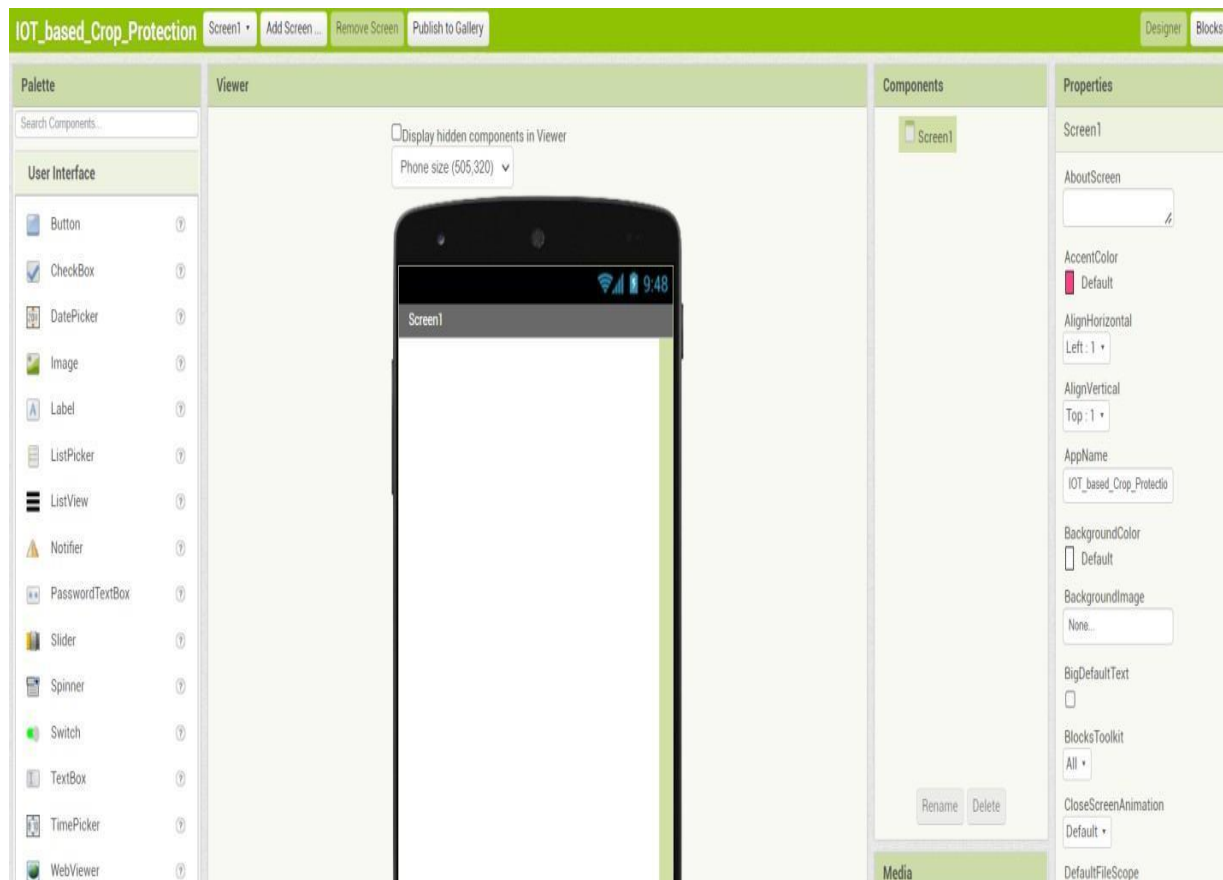 IOT_based_Crop_Protection
Screen1
Add Screen ...
Remove Screen
Publish to Gallery
Designer
Blocks
Palette
Search Components...
User Interface
Button
CheckBox
DatePicker
Image
Label
ListPicker
ListView
Notifier
PasswordTextBox
Slider
Spinner
Switch
TextBox
TimePicker
WebViewer
Viewer
Display hidden components in Viewer
Phone size (505,320)
9:48
Screen1
Components
Screen1
Rename
Delete
Media
Properties
Screen1
AboutScreen
AccentColor
Default
AlignHorizontal
Left : 1
AlignVertical
Top : 1
AppName
IOT_based_Crop_Protectio
BackgroundColor
Default
BackgroundImage
None...
BigDefaultText
BlocksToolkit
All
CloseScreenAnimation
Default
DefaultFileScope